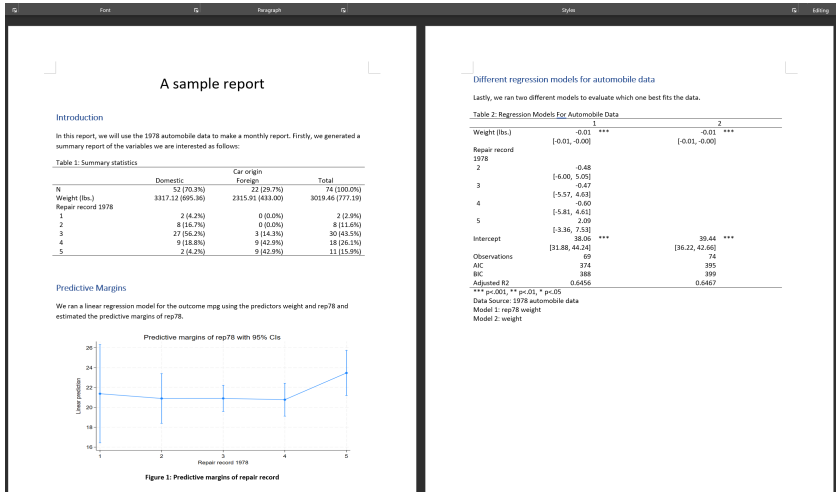 Font Paragraph Styles Editing
A sample report
Introduction
In this report, we will use the 1978 automobile data to make a monthly report. Firstly, we generated a
summary report of the variables we are interested as follows:
Table 1: Summary statistics
Car origin
Domestic Foreign Total
N 52 (70.3%) 22 (29.7%) 74 (100.0%)
Weight (lbs.) 3317.12 (695.36) 2315.91 (433.00) 3019.46 (777.19)
Repair record 1978
1 2 (4.2%) 0 (0.0%) 2 (2.9%)
2 8 (16.7%) 0 (0.0%) 8 (11.6%)
3 27 (56.2%) 3 (14.3%) 30 (43.5%)
4 9 (18.8%) 9 (42.9%) 18 (26.1%)
5 2 (4.2%) 9 (42.9%) 11 (15.9%)
Predictive Margins
We ran a linear regression model for the outcome mpg using the predictors weight and rep78 and
estimated the predictive margins of rep78.
Predictive margins of rep78 with 95% CIs
Linear prediction
26
24
22
20
18
16
1 2 3 4 5
Repair record 1978
Figure 1: Predictive margins of repair record
Different regression models for automobile data
Lastly, we ran two different models to evaluate which one best fits the data.
Table 2: Regression Models For Automobile Data
1 2
Weight (lbs.) -0.01 *** -0.01 ***
[-0.01, -0.00] [-0.01, -0.00]
Repair record
1978
2 -0.48
[-6.00, 5.05]
3 -0.47
[-5.57, 4.63]
4 -0.60
[-5.81, 4.61]
5 2.09
[-3.36, 7.53]
Intercept 38.06 *** 39.44 ***
[31.88, 44.24] [36.22, 42.66]
Observations 69 74
AIC 374 395
BIC 388 399
Adjusted R2 0.6456 0.6467
*** p<.001, ** p<.01, * p<.05
Data Source: 1978 automobile data
Model 1: rep78 weight
Model 2: weight